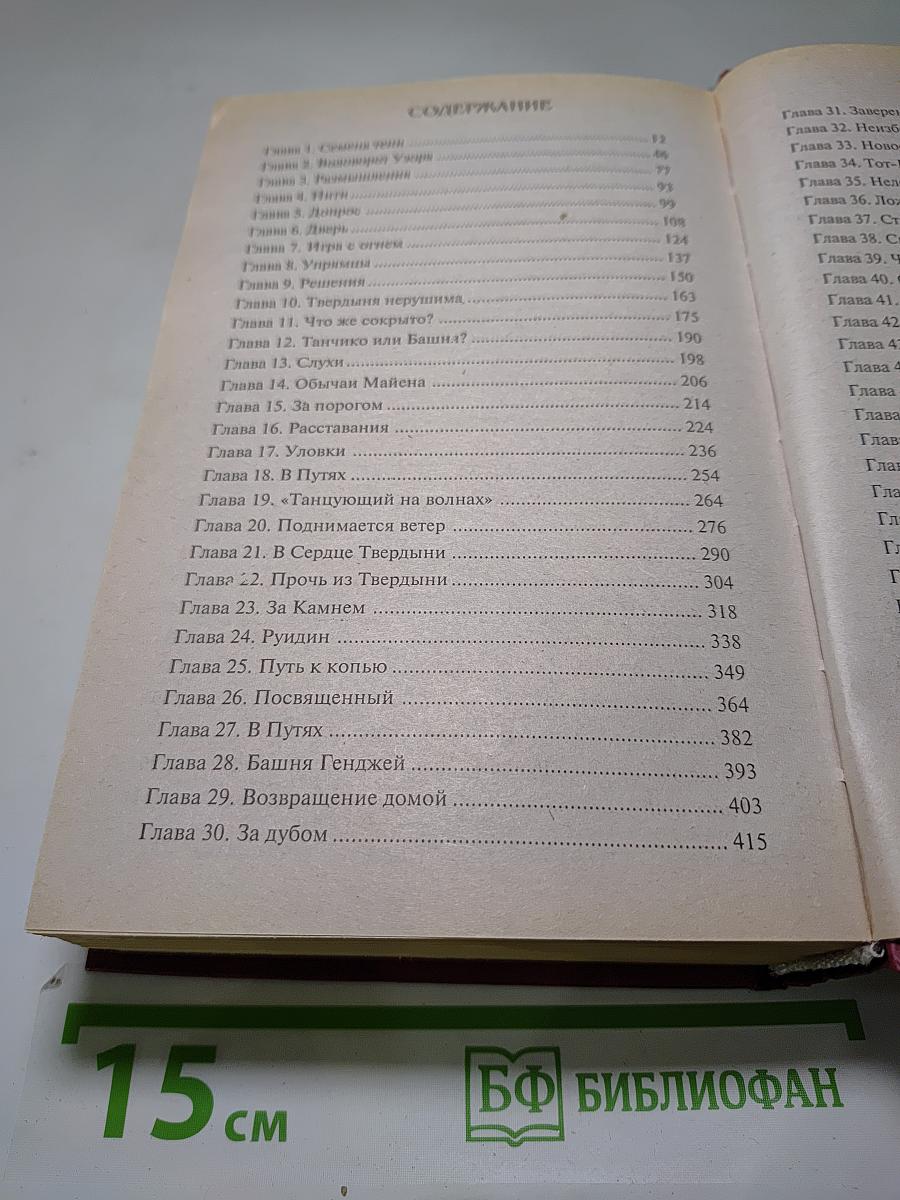 СОДЕРЖАНИЕ
Глава 1. Семена тени 12
Глава 2. Водоворот Узора 46
Глава 3. Размышления 77
Глава 4. Нити 93
Глава 5. Допрос 99
Глава 6. Дверь 108
Глава 7. Игра с огнем 124
Глава 8. Упрямцы 137
Глава 9. Решения 150
Глава 10. Твердыня нерушима 163
Глава 11. Что же сокрыто? 175
Глава 12. Танчико или Башня? 190
Глава 13. Слухи 198
Глава 14. Обычаи Майена 206
Глава 15. За порогом 214
Глава 16. Расставания 224
Глава 17. Уловки 236
Глава 18. В Путях 254
Глава 19. «Танцующий на волнах» 264
Глава 20. Поднимается ветер 276
Глава 21. В Сердце Твердыни 290
Глава 22. Прочь из Твердыни 304
Глава 23. За Камнем 318
Глава 24. Руидин 338
Глава 25. Путь к копью 349
Глава 26. Посвященный 364
Глава 27. В Путях 382
Глава 28. Башня Генджей 393
Глава 29. Возвращение домой 403
Глава 30. За дубом 415
Глава 31.
Глава 32.
Глава 33.
Глава 34.
Глава 35.
Глава 36.
Глава 37.
Глава 38.
Глава 39.
Глава 40.
Глава 41.
Глава 42
Глава
Глава
Глава
Глава
15 см
БФ БИБЛИОФАН